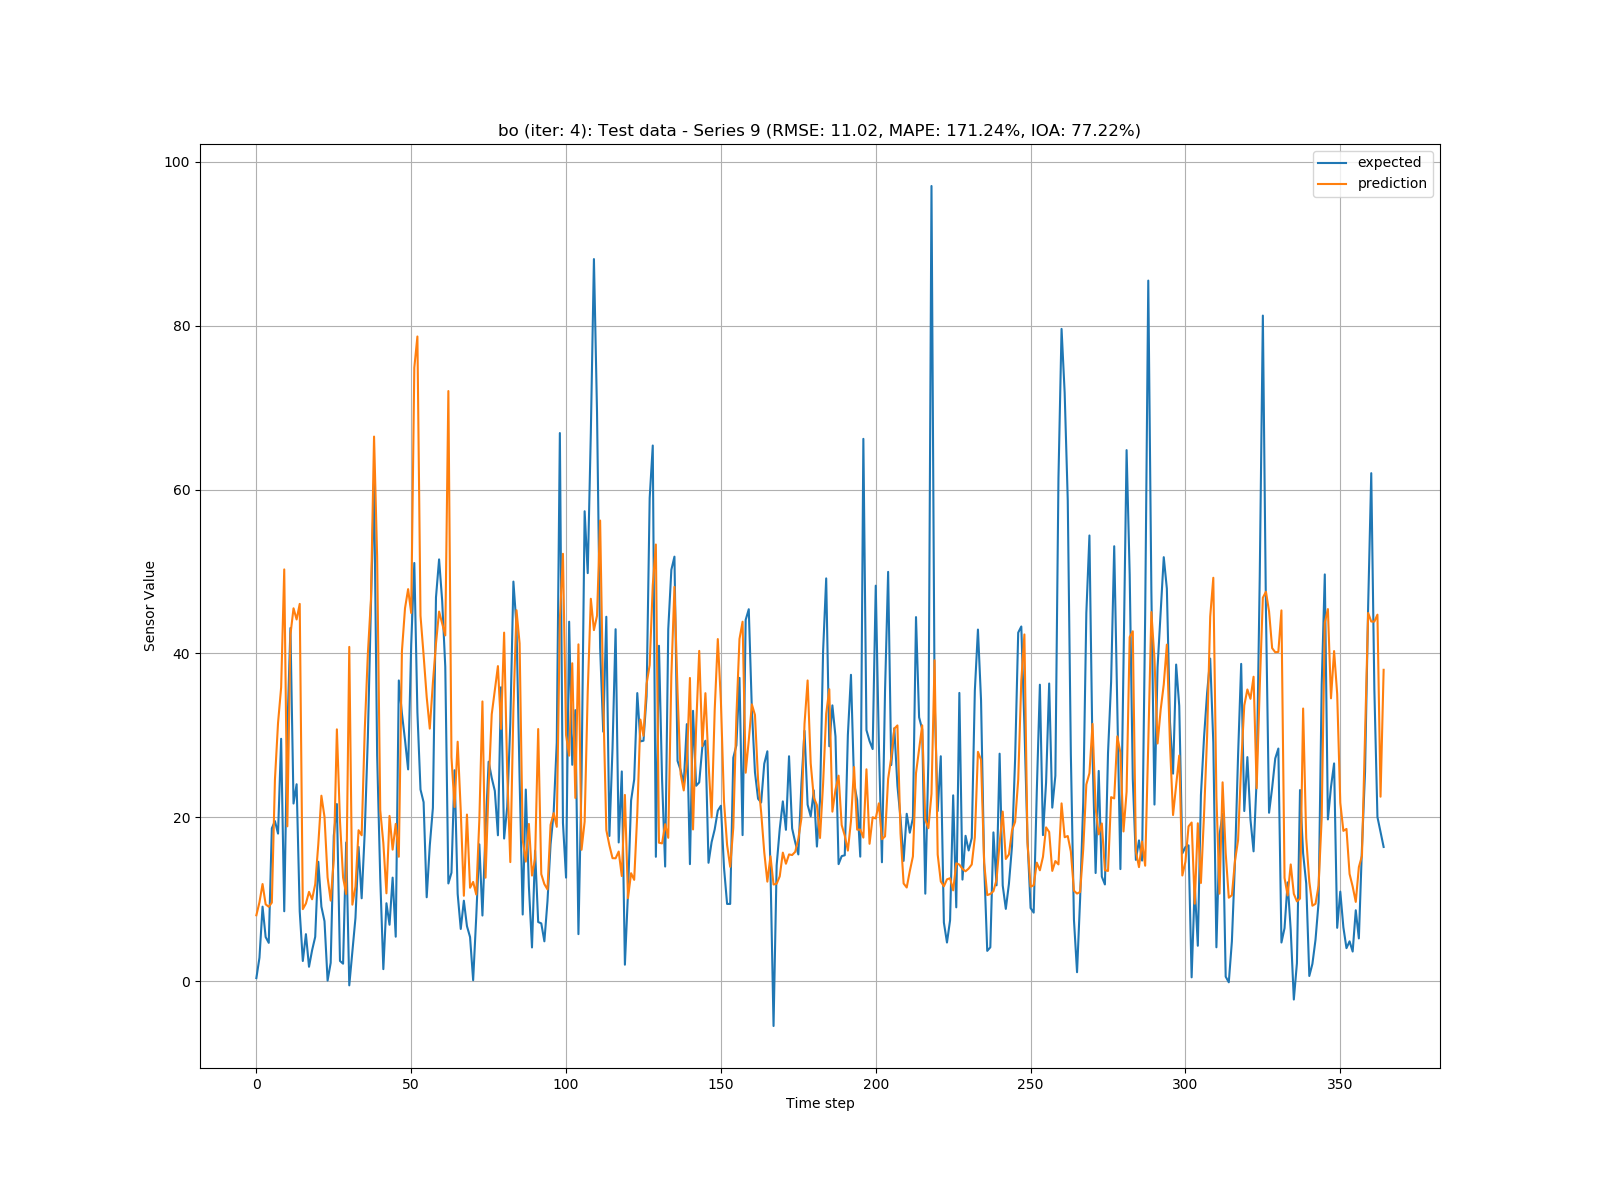 bo (iter: 4): Test data - Series 9 (RMSE: 11.02, MAPE: 171.24%, IOA: 77.22%)
expected
prediction
100
80
60
40
20
0
Sensor Value
0 50 100 150 200 250 300 350
Time step